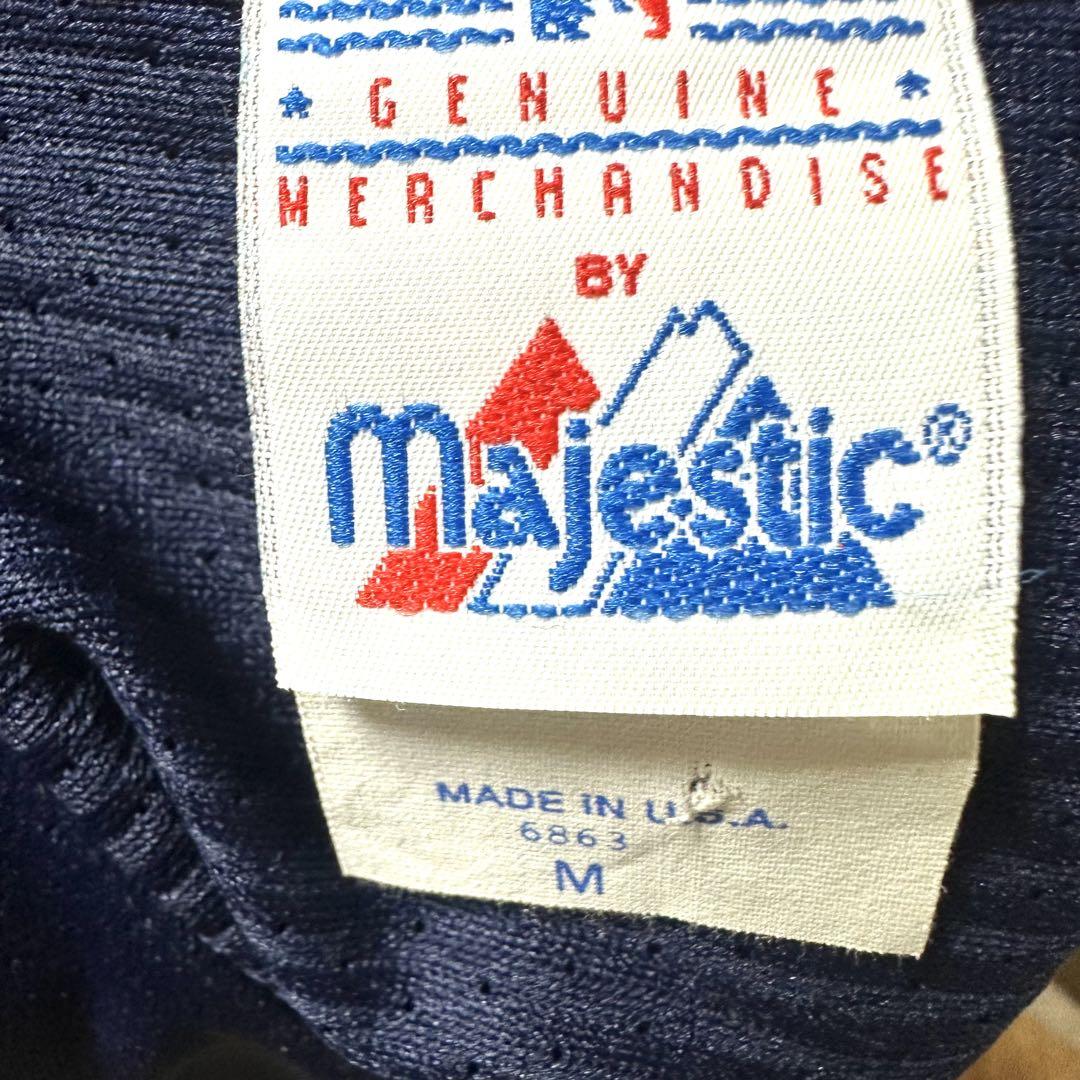 GENUINE
MERCHANDISE
BY
Majestic®
MADE IN U.S.A.
6863
M